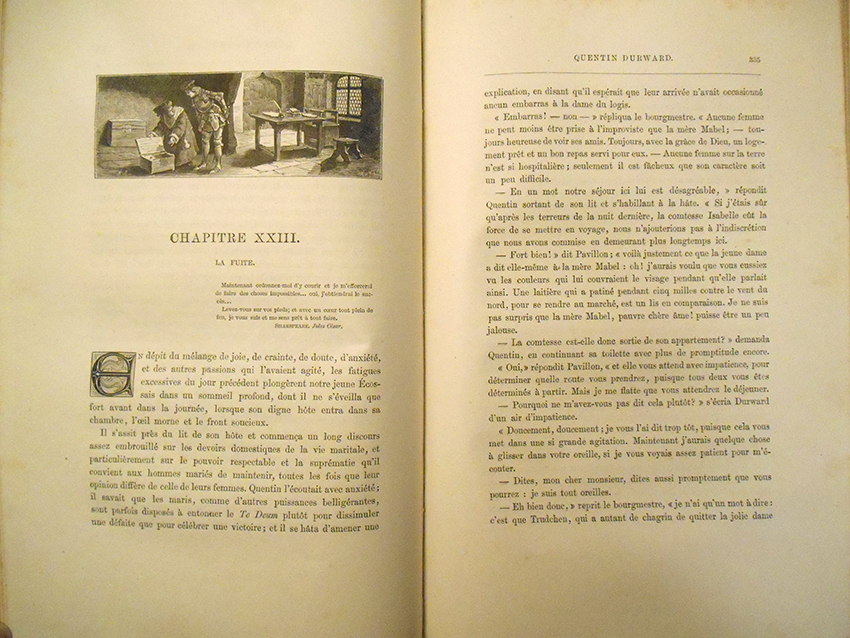 CHAPITRE XXIII.
LA FUITE.
Maintenant ordonnez-moi d'y courir et je m'efforcerai
de faire des choses impossibles... oui, j'obtiendrai le suc-
cès...
Levez-vous sur vos pieds; et avec un cœur tout plein de
feu, je vous suis et me sens prêt à tout faire.
SHAKSPEARE. Jules César.
EN dépit du mélange de joie, de crainte, de doute, d'anxiété,
et des autres passions qui l'avaient agité, les fatigues
excessives du jour précédent plongèrent notre jeune Écos-
sais dans un sommeil profond, dont il ne s'éveilla que
fort avant dans la journée, lorsque son digne hôte entra dans sa
chambre, l'œil morne et le front soucieux.
Il s'assit près du lit de son hôte et commença un long discours
assez embrouillé sur les devoirs domestiques de la vie maritale, et
particulièrement sur le pouvoir respectable et la suprématie qu'il
convient aux hommes mariés de maintenir, toutes les fois que leur
opinion diffère de celle de leurs femmes. Quentin l'écoutait avec anxiété;
il savait que les maris, comme d'autres puissances belligérantes,
sont parfois disposés à entonner le Te Deum plutôt pour dissimuler
une défaite que pour célébrer une victoire; et il se hâta d'amener une
QUENTIN DURWARD. 335
explication, en disant qu'il espérait que leur arrivée n'avait occasionné
aucun embarras à la dame du logis.
« Embarras! — non — » répliqua le bourgmestre. « Aucune femme
ne peut moins être prise à l'improviste que la mère Mabel; — tou-
jours heureuse de voir ses amis. Toujours, avec la grâce de Dieu, un loge-
ment prêt et un bon repas servi pour eux. — Aucune femme sur la terre
n'est si hospitalière; seulement il est fâcheux que son caractère soit
un peu difficile.
— En un mot notre séjour ici lui est désagréable, » répondit
Quentin sortant de son lit et s'habillant à la hâte. « Si j'étais sûr
qu'après les terreurs de la nuit dernière, la comtesse Isabelle eût la
force de se mettre en voyage, nous n'ajouterions pas à l'indiscrétion
que nous avons commise en demeurant plus longtemps ici.
— Fort bien! » dit Pavillon; « voilà justement ce que la jeune dame
a dit elle-même à la mère Mabel : eh! j'aurais voulu que vous eussiez
vu les couleurs qui lui couvraient le visage pendant qu'elle parlait
ainsi. Une laitière qui a patiné pendant cinq milles contre le vent du
nord, pour se rendre au marché, est un lis en comparaison. Je ne suis
pas surpris que la mère Mabel, pauvre chère âme! puisse être un peu
jalouse.
— La comtesse est-elle donc sortie de son appartement? » demanda
Quentin, en continuant sa toilette avec plus de promptitude encore.
« Oui, » répondit Pavillon, « et elle vous attend avec impatience, pour
déterminer quelle route vous prendrez, puisque tous deux vous êtes
déterminés à partir. Mais je me flatte que vous attendrez le déjeuner.
— Pourquoi ne m'avez-vous pas dit cela plutôt? » s'écria Durward
d'un air d'impatience.
« Doucement, doucement; je vous l'ai dit trop tôt, puisque cela vous
met dans une si grande agitation. Maintenant j'aurais quelque chose
à glisser dans votre oreille, si je vous voyais assez patient pour m'é-
couter.
— Dites, mon cher monsieur, dites aussi promptement que vous
pourrez : je suis tout oreilles.
— Eh bien donc, » reprit le bourgmestre, « je n'ai qu'un mot à dire :
c'est que Trudchen, qui a autant de chagrin de quitter la jolie dame